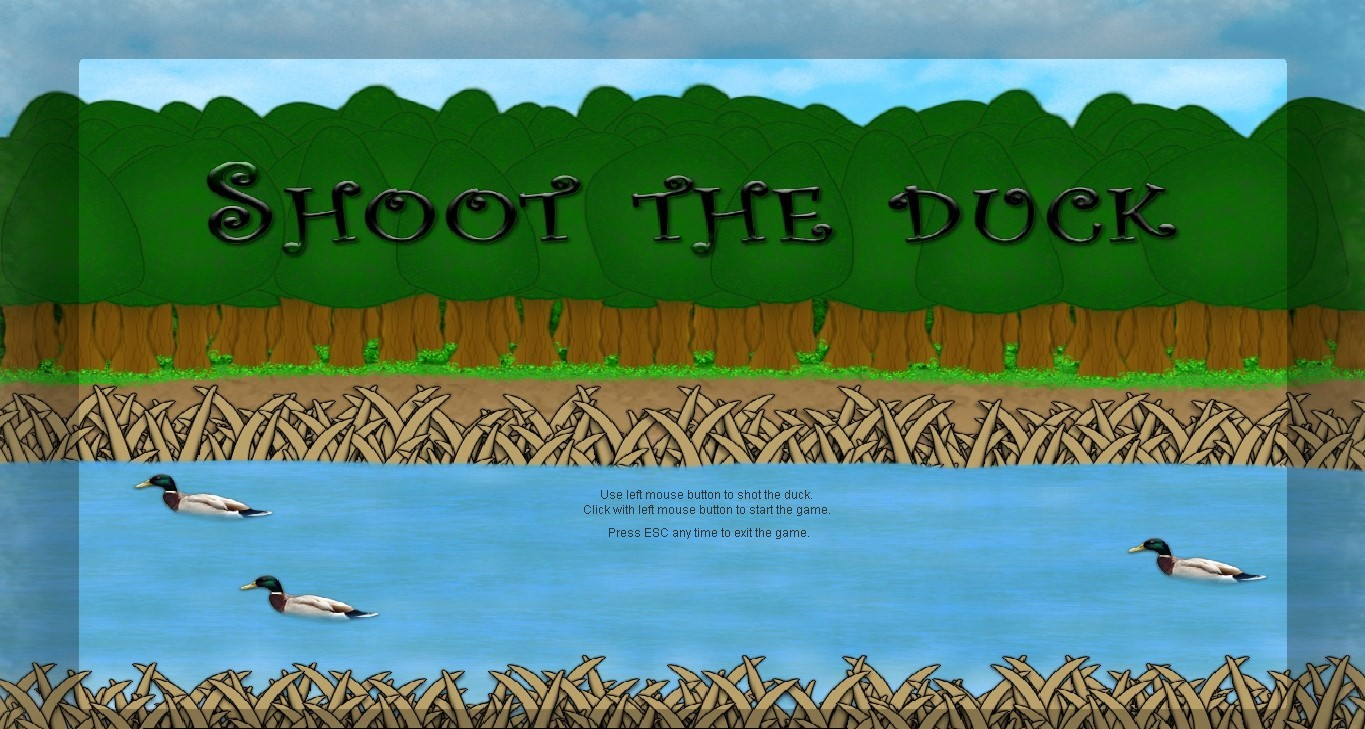 Shoot the duck
Use left mouse button to shot the duck.
Click with left mouse button to start the game.
Press ESC any time to exit the game.